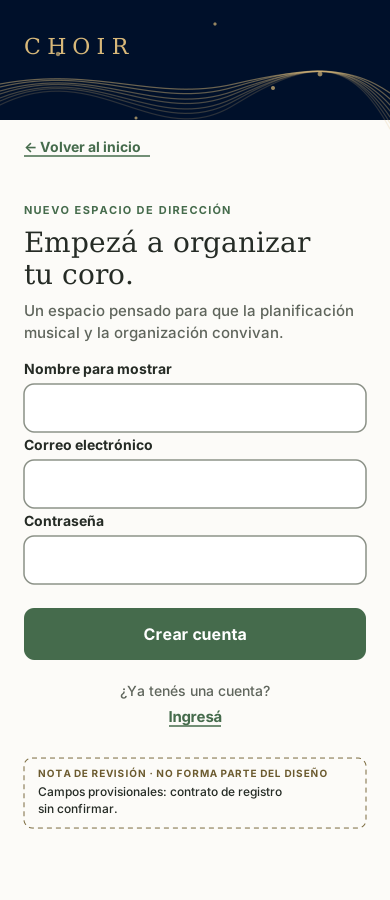 CHOIR
← Volver al inicio
NUEVO ESPACIO DE DIRECCIÓN
Empezá a organizar
tu coro.
Un espacio pensado para que la planificación
musical y la organización convivan.
Nombre para mostrar
Correo electrónico
Contraseña
Crear cuenta
¿Ya tenés una cuenta?
Ingresá
NOTA DE REVISIÓN · NO FORMA PARTE DEL DISEÑO
Campos provisionales: contrato de registro
sin confirmar.